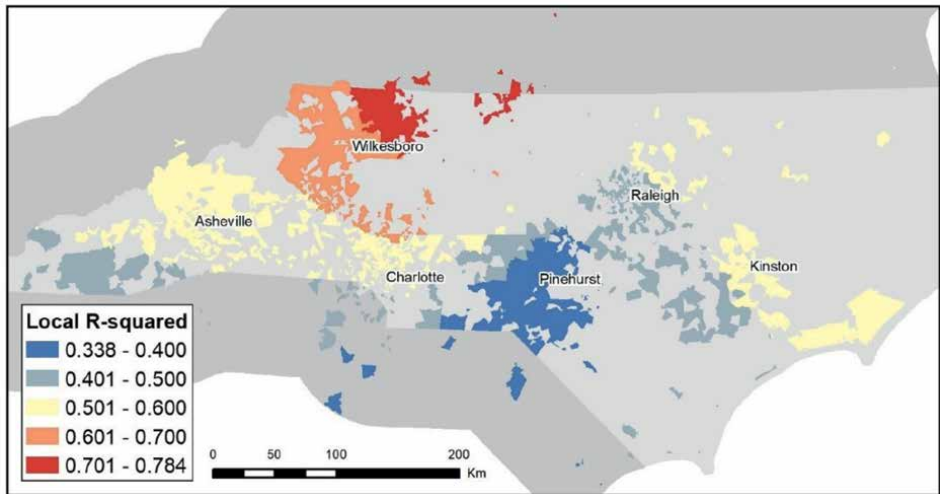 Wilkesboro
Raleigh
Asheville
Charlotte
Pinehurst
Kinston
Local R-squared
0.338 - 0.400
0.401 - 0.500
0.501 - 0.600
0.601 - 0.700
0.701 - 0.784
0 50 100 200
Km